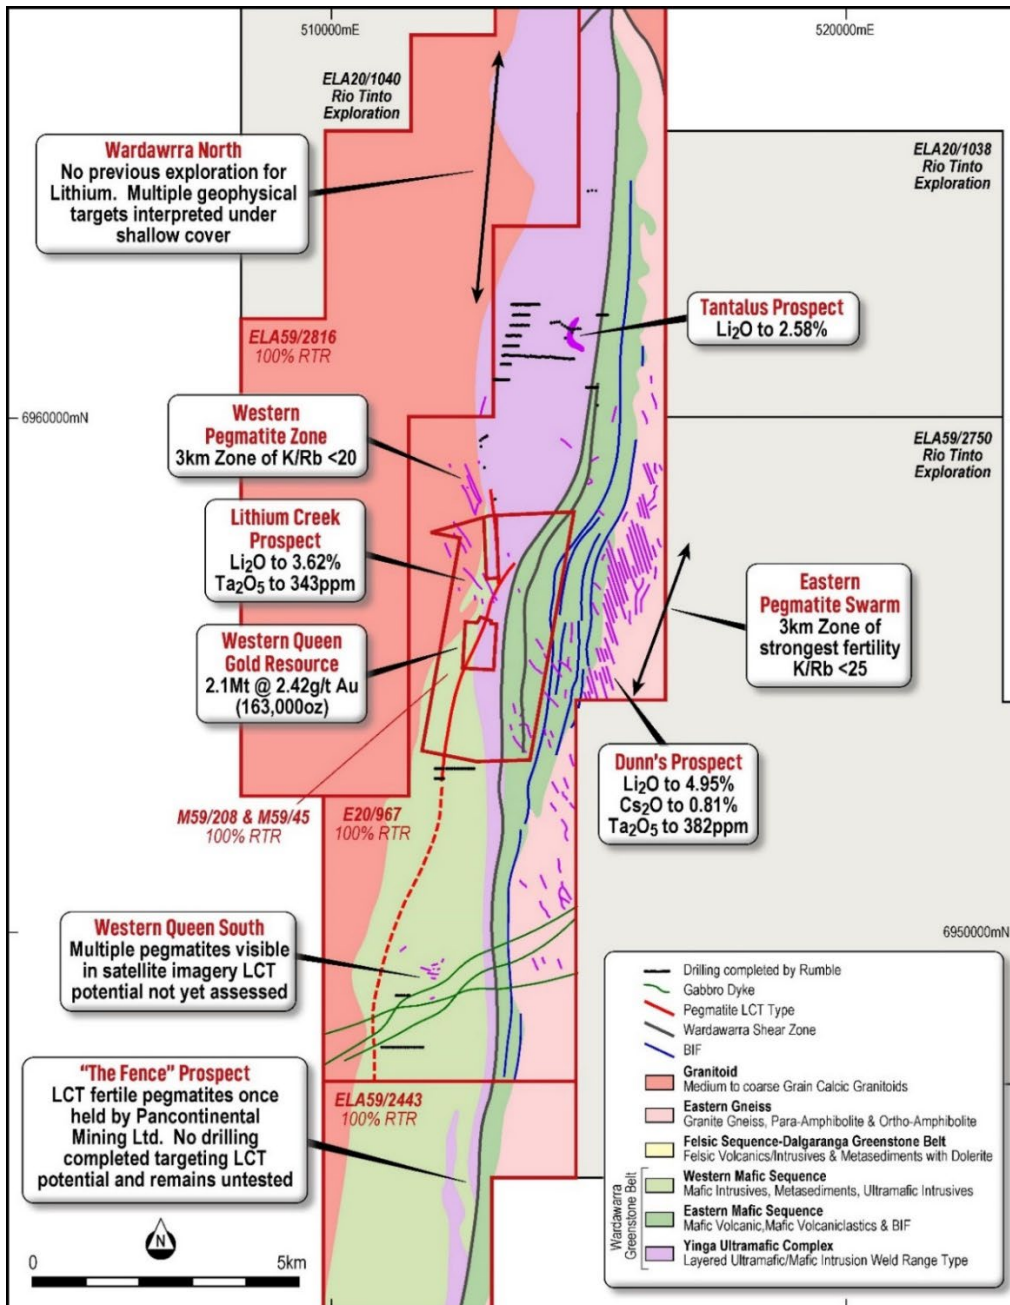 510000mE
520000mE
ELA20/1040
Rio Tinto
Exploration
Wardawrra North
No previous exploration for
Lithium. Multiple geophysical
targets interpreted under
shallow cover
ELA20/1038
Rio Tinto
Exploration
Tantalus Prospect
Li2O to 2.58%
ELA59/2816
100% RTR
6960000mN
Western
Pegmatite Zone
3km Zone of K/Rb <20
ELA59/2750
Rio Tinto
Exploration
Lithium Creek
Prospect
Li2O to 3.62%
Ta2O5 to 343ppm
Eastern
Pegmatite Swarm
3km Zone of
strongest fertility
K/Rb <25
Western Queen
Gold Resource
2.1Mt @ 2.42g/t Au
(163,000oz)
Dunn's Prospect
Li2O to 4.95%
Cs2O to 0.81%
Ta2O5 to 382ppm
M59/208 & M59/45
100% RTR
E20/967
100% RTR
Western Queen South
Multiple pegmatites visible
in satellite imagery LCT
potential not yet assessed
6950000mN
"The Fence" Prospect
LCT fertile pegmatites once
held by Pancontinental
Mining Ltd. No drilling
completed targeting LCT
potential and remains untested
ELA59/2443
100% RTR
N
0
5km
Drilling completed by Rumble
Gabbro Dyke
Pegmatite LCT Type
Wardawarra Shear Zone
BIF
Granitoid
Medium to coarse Grain Calcic Granitoids
Eastern Gneiss
Granite Gneiss, Para-Amphibolite & Ortho-Amphibolite
Felsic Sequence-Dalgaranga Greenstone Belt
Felsic Volcanics/Intrusives & Metasediments with Dolerite
Wardawarra
Greenstone Belt
Western Mafic Sequence
Mafic Intrusives, Metasediments, Ultramafic Intrusives
Eastern Mafic Sequence
Mafic Volcanic,Mafic Volcaniclastics & BIF
Yinga Ultramafic Complex
Layered Ultramafic/Mafic Intrusion Weld Range Type